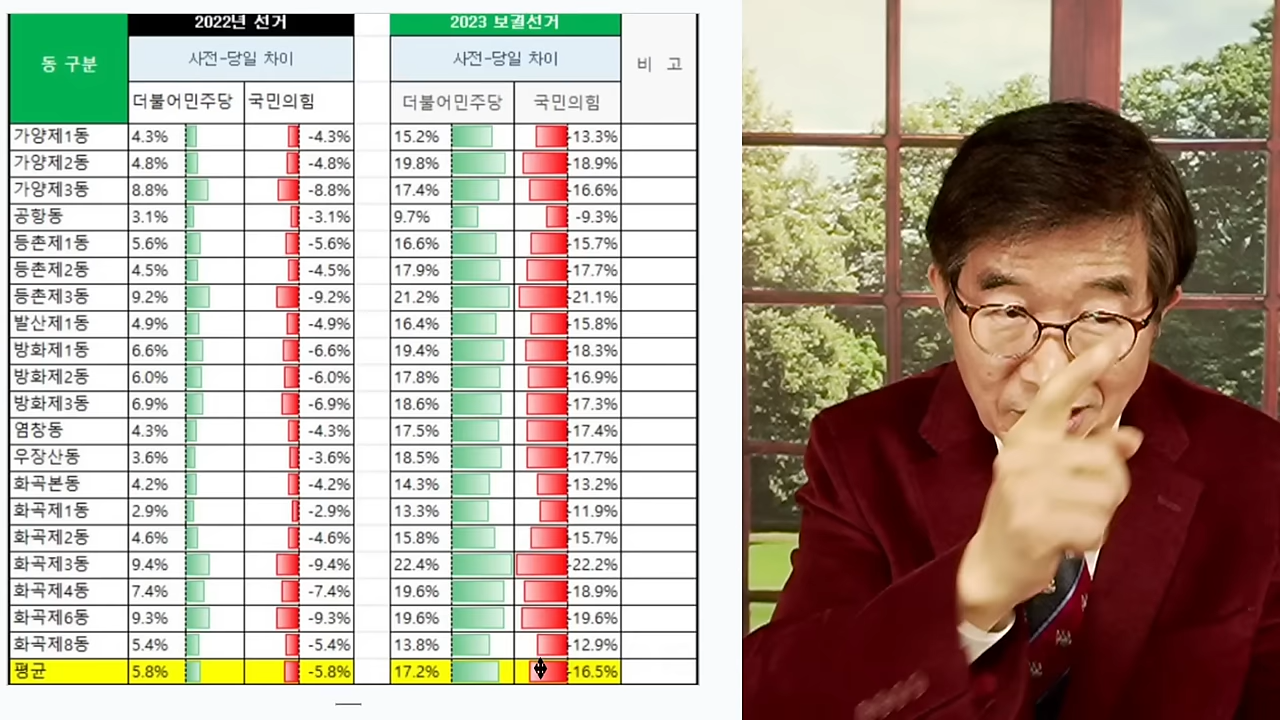 2022년 선거 2023 보궐선거
동 구분 사전-당일 차이 사전-당일 차이 비 고
더불어민주당 국민의힘 더불어민주당 국민의힘
가양제1동 4.3% -4.3% 15.2% -13.3%
가양제2동 4.8% -4.8% 19.8% -18.9%
가양제3동 8.8% -8.8% 17.4% -16.6%
공항동 3.1% -3.1% 9.7% -9.3%
등촌제1동 5.6% -5.6% 16.6% -15.7%
등촌제2동 4.5% -4.5% 17.9% -17.7%
등촌제3동 9.2% -9.2% 21.2% -21.1%
발산제1동 4.9% -4.9% 16.4% -15.8%
방화제1동 6.6% -6.6% 19.4% -18.3%
방화제2동 6.0% -6.0% 17.8% -16.9%
방화제3동 6.9% -6.9% 18.6% -17.3%
염창동 4.3% -4.3% 17.5% -17.4%
우장산동 3.6% -3.6% 18.5% -17.7%
화곡본동 4.2% -4.2% 14.3% -13.2%
화곡제1동 2.9% -2.9% 13.3% -11.9%
화곡제2동 4.6% -4.6% 15.8% -15.7%
화곡제3동 9.4% -9.4% 22.4% -22.2%
화곡제4동 7.4% -7.4% 19.6% -18.9%
화곡제6동 9.3% -9.3% 19.6% -19.6%
화곡제8동 5.4% -5.4% 13.8% -12.9%
평균 5.8% -5.8% 17.2% -16.5%